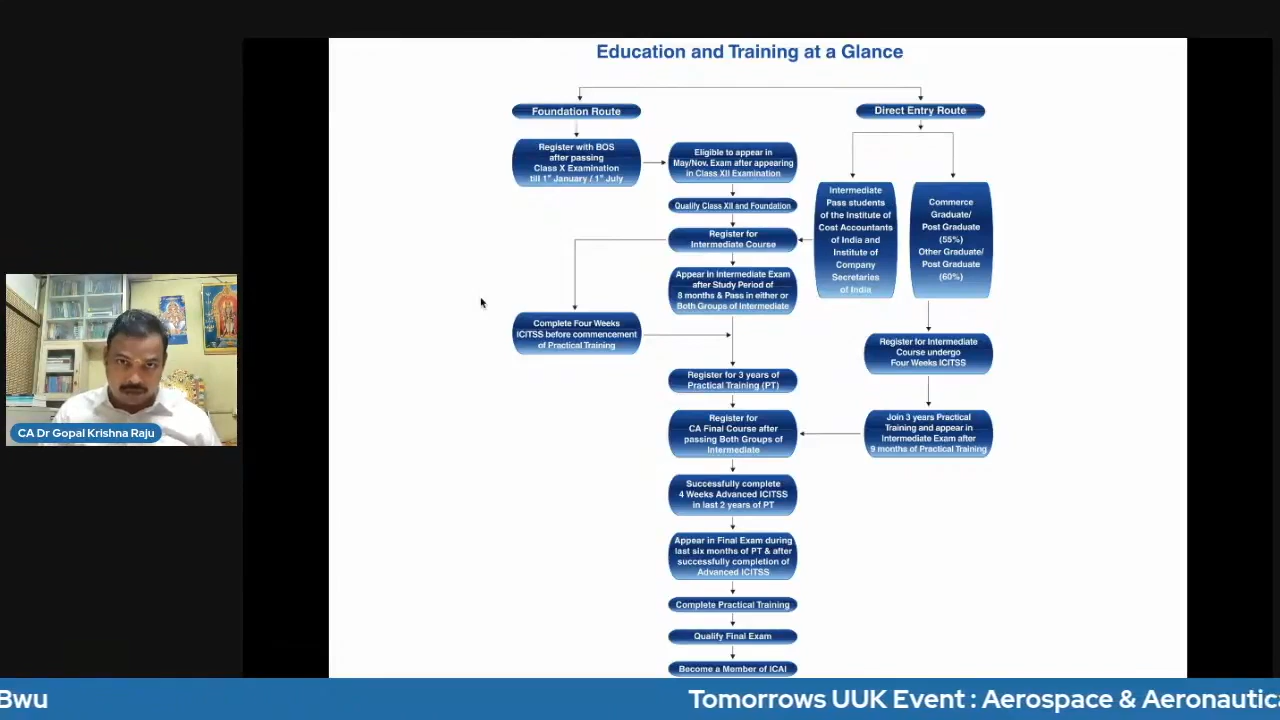 Education and Training at a Glance
Foundation Route
Direct Entry Route
Register with BOS
after passing
Class X Examination
till 1st January / 1st July
Eligible to appear in
May/Nov. Exam after appearing
in Class XII Examination
Qualify Class XII and Foundation
Register for
Intermediate Course
Appear in Intermediate Exam
after Study Period of
8 months & Pass in either or
Both Groups of Intermediate
Complete Four Weeks
ICITSS before commencement
of Practical Training
Intermediate
Pass students
of the Institute of
Cost Accountants
of India and
Institute of
Company
Secretaries
of India
Commerce
Graduate/
Post Graduate
(55%)
Other Graduate/
Post Graduate
(60%)
Register for Intermediate
Course undergo
Four Weeks ICITSS
Join 3 years Practical
Training and appear in
Intermediate Exam after
9 months of Practical Training
Register for 3 years of
Practical Training (PT)
Register for
CA Final Course after
passing Both Groups of
Intermediate
Successfully complete
4 Weeks Advanced ICITSS
in last 2 years of PT
Appear in Final Exam during
last six months of PT & after
successfully completion of
Advanced ICITSS
Complete Practical Training
Qualify Final Exam
Become a Member of ICAI
CA Dr Gopal Krishna Raju
Bwu
Tomorrows UUK Event : Aerospace & Aeronautica